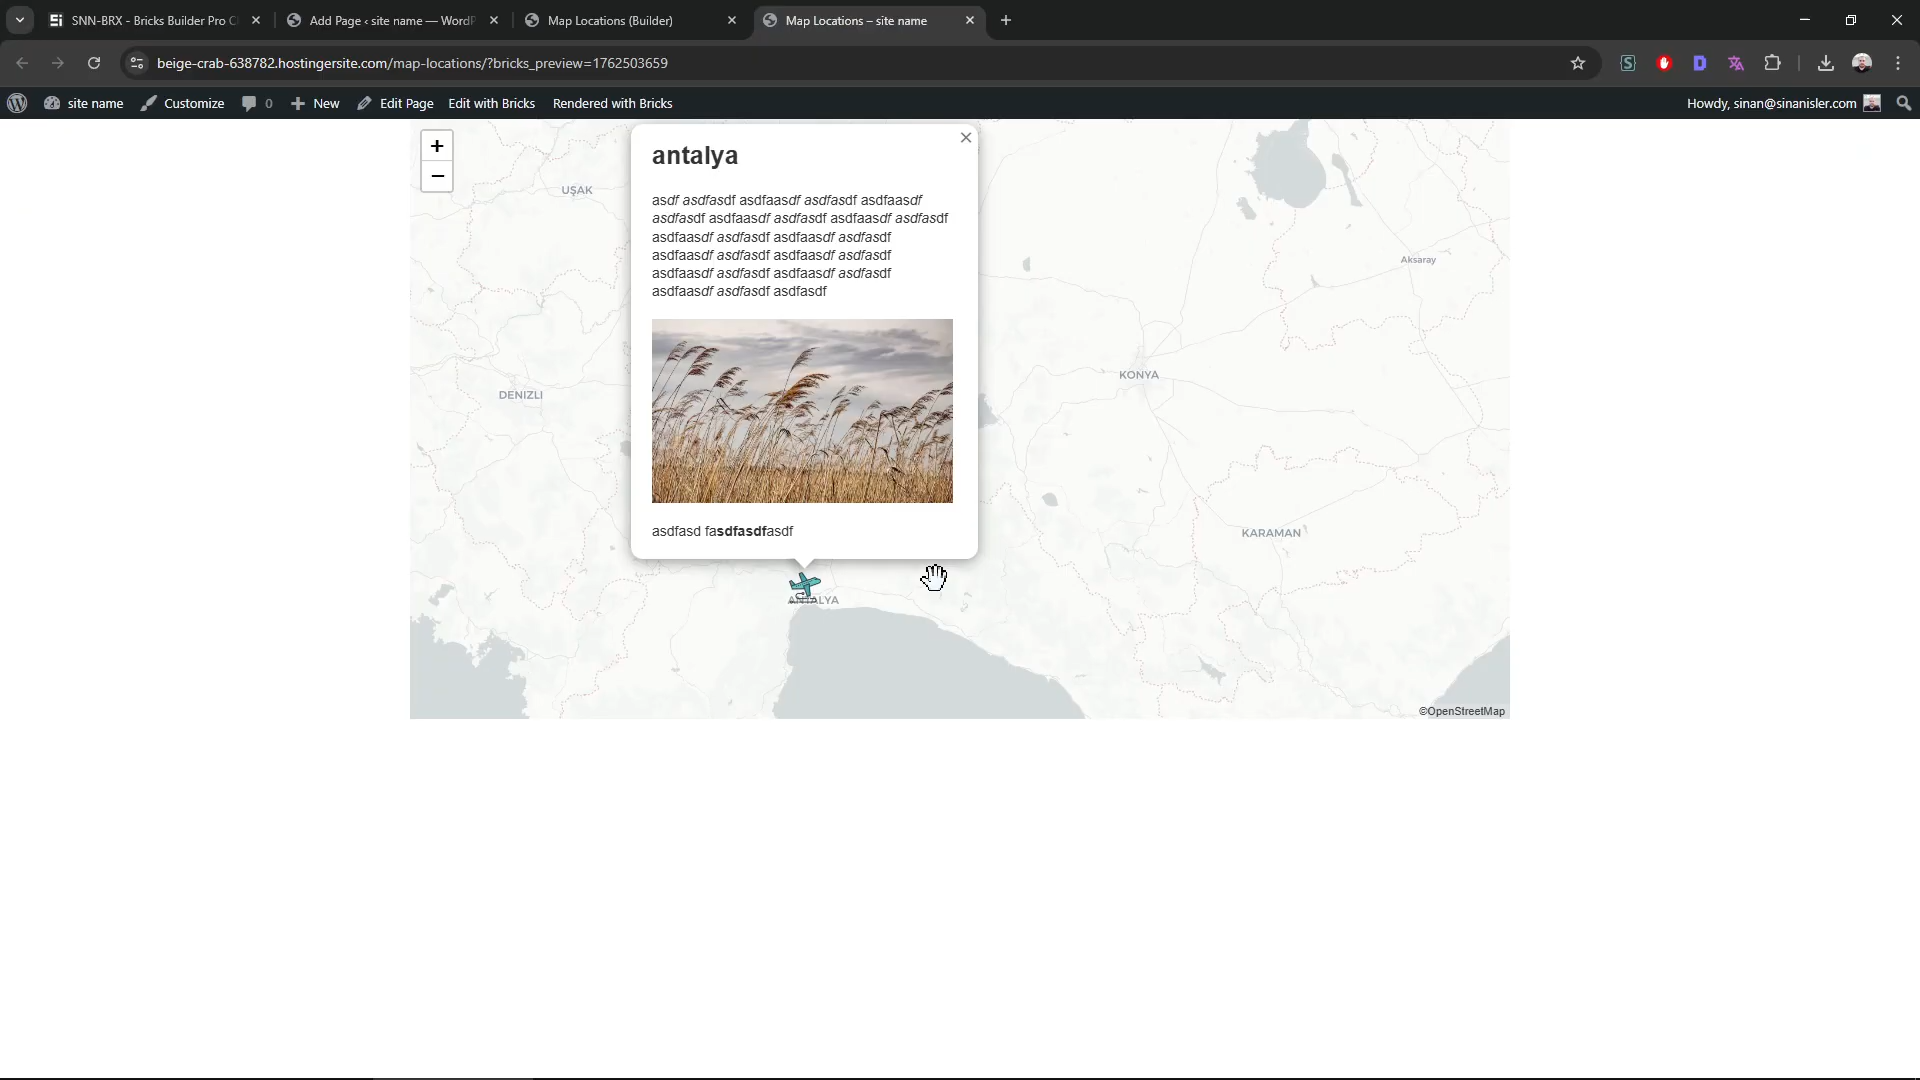 SNN-BRX - Bricks Builder Pro C
Add Page ‹ site name — WordP
Map Locations (Builder)
Map Locations – site name
beige-crab-638782.hostingersite.com/map-locations/?bricks_preview=1762503659
site name
Customize
0
New
Edit Page
Edit with Bricks
Rendered with Bricks
Howdy, sinan@sinanisler.com
+
−
antalya
asdf asdfasdf asdfaasdf asdfasdf asdfaasdf
asdfasdf asdfaasdf asdfasdf asdfaasdf asdfasdf
asdfaasdf asdfasdf asdfaasdf asdfasdf
asdfaasdf asdfasdf asdfaasdf asdfasdf
asdfaasdf asdfasdf asdfaasdf asdfasdf
asdfaasdf asdfasdf asdfasdf
asdfasd fasdfasdfasdf
UŞAK
Aksaray
KONYA
DENIZLI
KARAMAN
ANTALYA
©OpenStreetMap